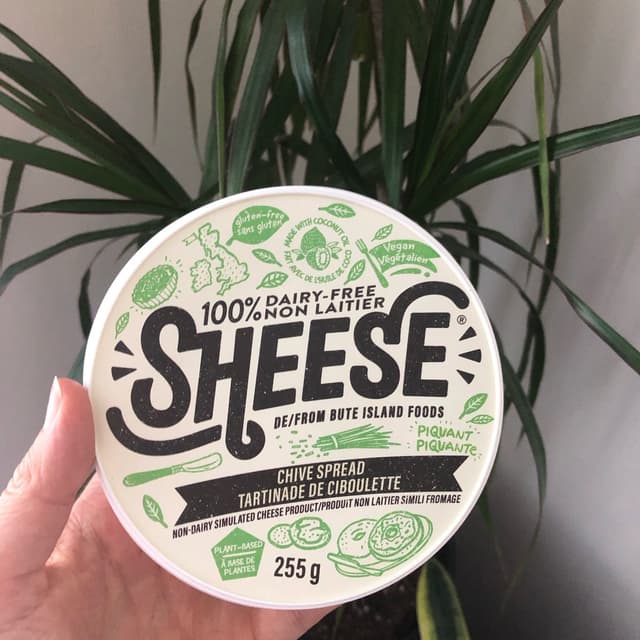 gluten-free
sans gluten
MADE WITH COCONUT OIL
FAIT AVEC DE L'HUILE DE COCO
Vegan
Végétalien
100% DAIRY-FREE
NON LAITIER
SHEESE®
DE/FROM BUTE ISLAND FOODS
PIQUANT
PIQUANTE
CHIVE SPREAD
TARTINADE DE CIBOULETTE
NON-DAIRY SIMULATED CHEESE PRODUCT/PRODUIT NON LAITIER SIMILI FROMAGE
PLANT-BASED
À BASE DE
PLANTES
255 g